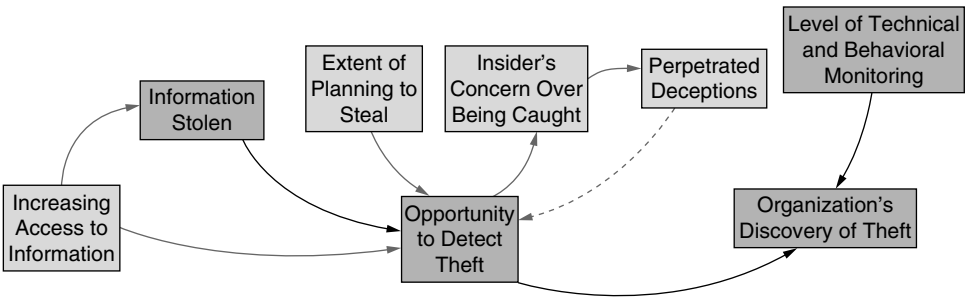 Level of Technical
and Behavioral
Monitoring
Extent of
Planning to
Steal
Insider’s
Concern Over
Being Caught
Perpetrated
Deceptions
Information
Stolen
Increasing
Access to
Information
Opportunity
to Detect
Theft
Organization’s
Discovery of Theft